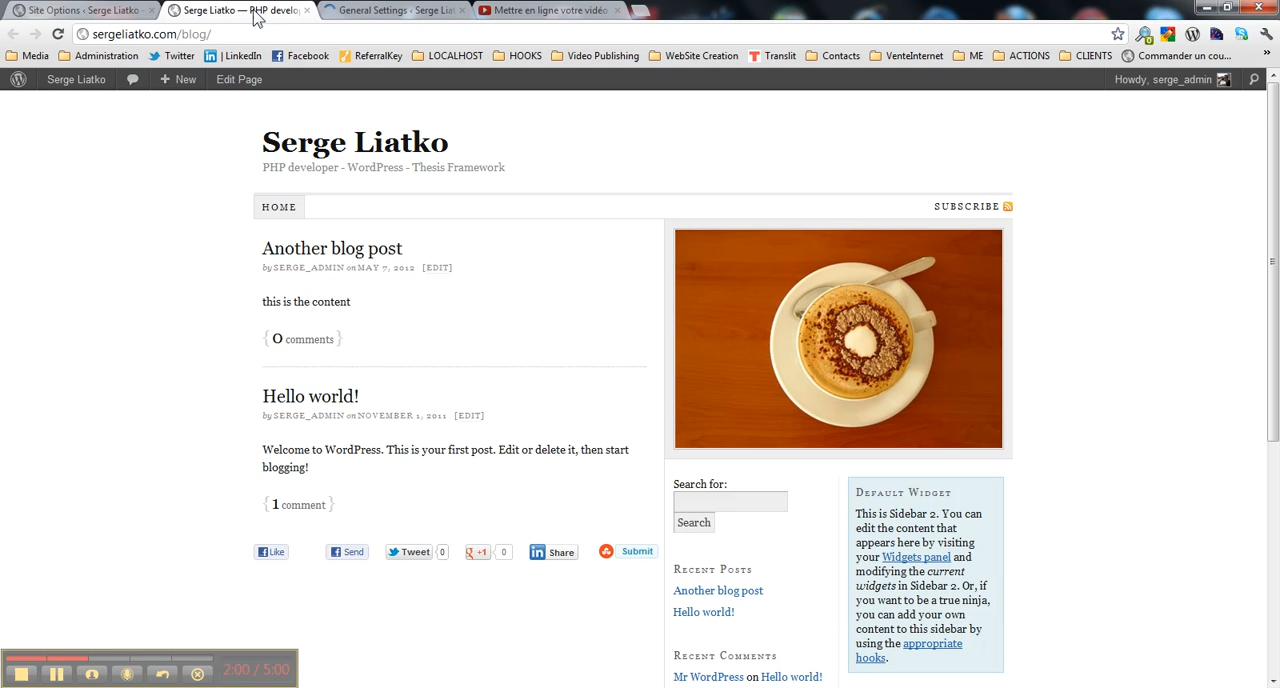 Site Options ‹ Serge Liatko -
Serge Liatko — PHP develo
General Settings ‹ Serge Liat
Mettre en ligne votre vidéo
sergeliatko.com/blog/
Media
Administration
Twitter
LinkedIN
Facebook
ReferralKey
LOCALHOST
HOOKS
Video Publishing
WebSite Creation
Translit
Contacts
VenteInternet
ME
ACTIONS
CLIENTS
Commander un cou...
Serge Liatko
New
Edit Page
Howdy, serge_admin
Serge Liatko
PHP developer - WordPress - Thesis Framework
HOME
SUBSCRIBE
Another blog post
by SERGE_ADMIN on MAY 7, 2012 [EDIT]
this is the content
{ 0 comments }
Hello world!
by SERGE_ADMIN on NOVEMBER 1, 2011 [EDIT]
Welcome to WordPress. This is your first post. Edit or delete it, then start
blogging!
{ 1 comment }
Like
Send
Tweet 0
+1 0
Share
Submit
Search for:
Search
RECENT POSTS
Another blog post
Hello world!
RECENT COMMENTS
Mr WordPress on Hello world!
DEFAULT WIDGET
This is Sidebar 2. You can
edit the content that
appears here by visiting
your Widgets panel and
modifying the current
widgets in Sidebar 2. Or, if
you want to be a true ninja,
you can add your own
content to this sidebar by
using the appropriate
hooks.
2:00 / 5:00